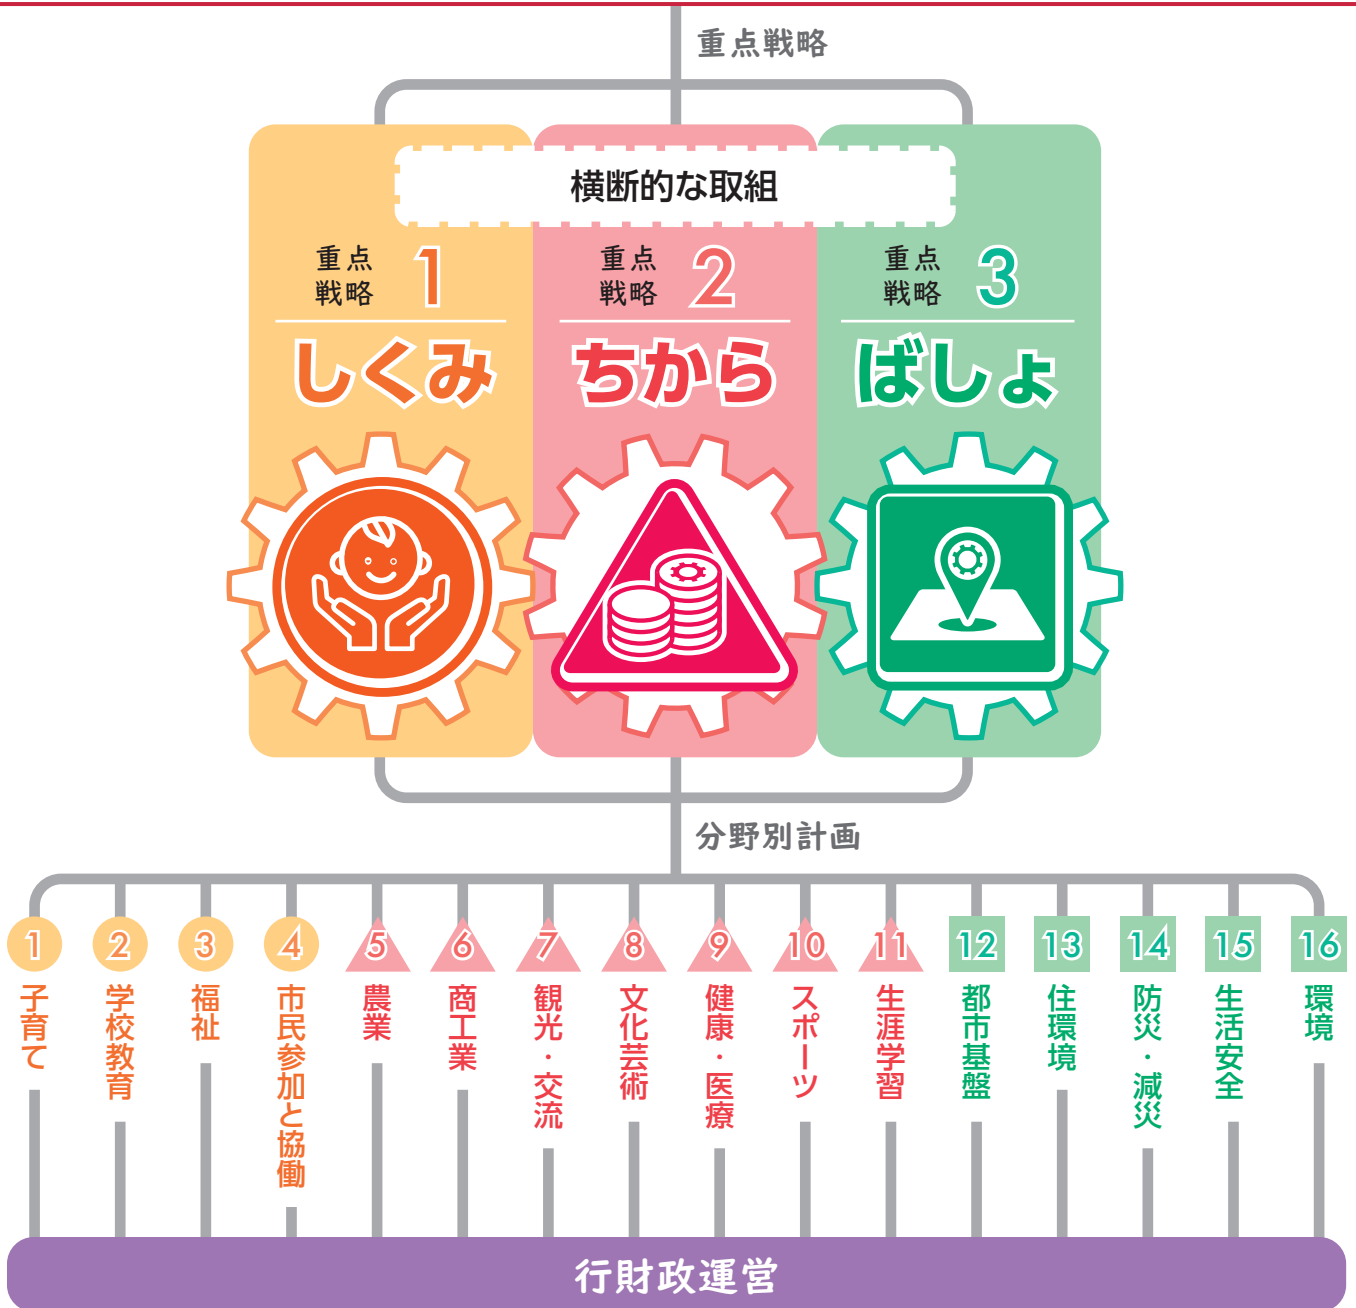 重点戦略
横断的な取組
重点
戦略
1
しくみ
重点
戦略
2
ちから
重点
戦略
3
ばしょ
分野別計画
1
子育て
2
学校教育
3
福祉
4
市民参加と協働
5
農業
6
商工業
7
観光・交流
8
文化芸術
9
健康・医療
10
スポーツ
11
生涯学習
12
都市基盤
13
住環境
14
防災・減災
15
生活安全
16
環境
行財政運営